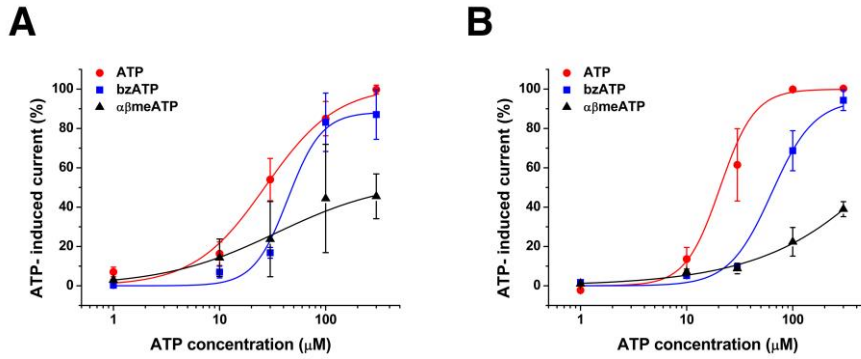 A
ATP
bzATP
αβmeATP
100
80
60
40
20
0
ATP- induced current (%)
1
10
100
ATP concentration (μM)
B
ATP
bzATP
αβmeATP
100
80
60
40
20
0
ATP- induced current (%)
1
10
100
ATP concentration (μM)